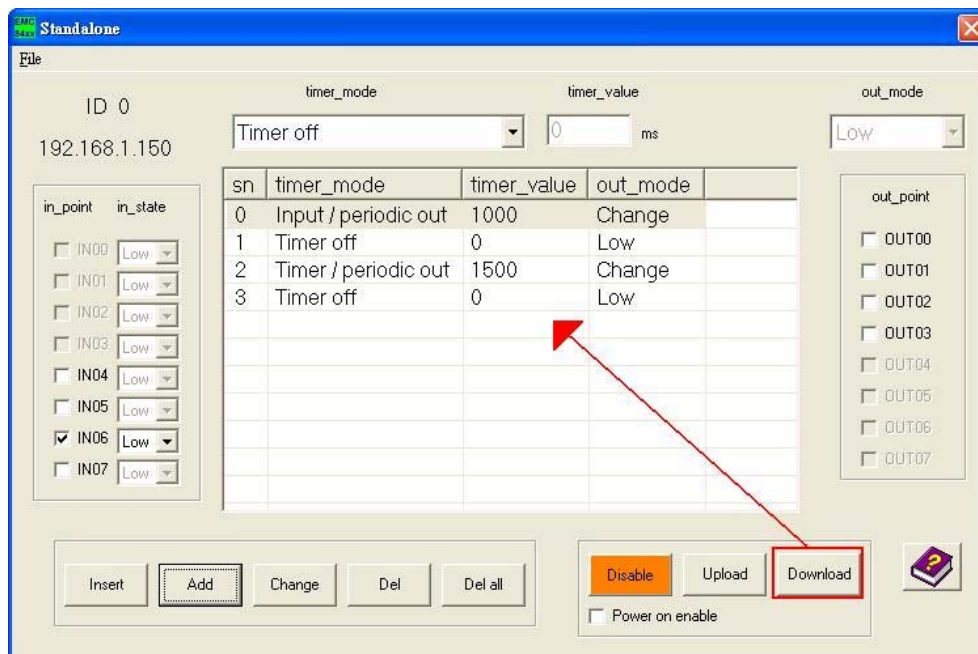 EMC
84xx
Standalone
File
ID 0
192.168.1.150
timer_mode
timer_value
out_mode
Timer off
0
ms
Low
in_point in_state
IN00 Low
IN01 Low
IN02 Low
IN03 Low
IN04 Low
IN05 Low
IN06 Low
IN07 Low
sn timer_mode timer_value out_mode
0 Input / periodic out 1000 Change
1 Timer off 0 Low
2 Timer / periodic out 1500 Change
3 Timer off 0 Low
out_point
OUT00
OUT01
OUT02
OUT03
OUT04
OUT05
OUT06
OUT07
Insert
Add
Change
Del
Del all
Disable
Upload
Download
Power on enable
?